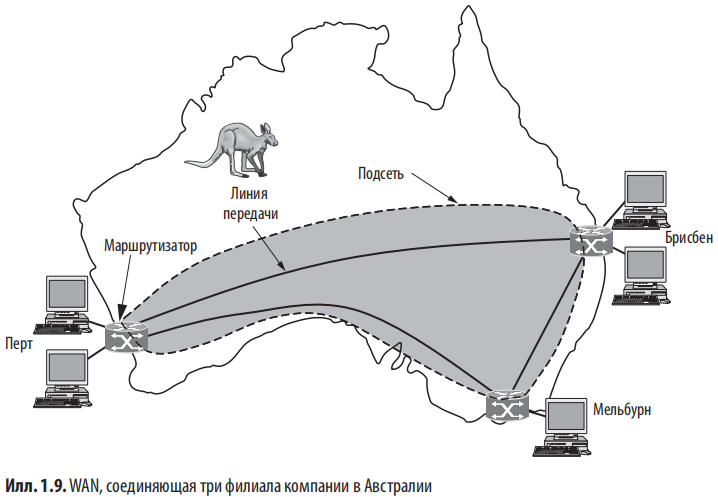 Подсеть
Линия
передачи
Маршрутизатор
Брисбен
Перт
Мельбурн
Илл. 1.9. WAN, соединяющая три филиала компании в Австралии